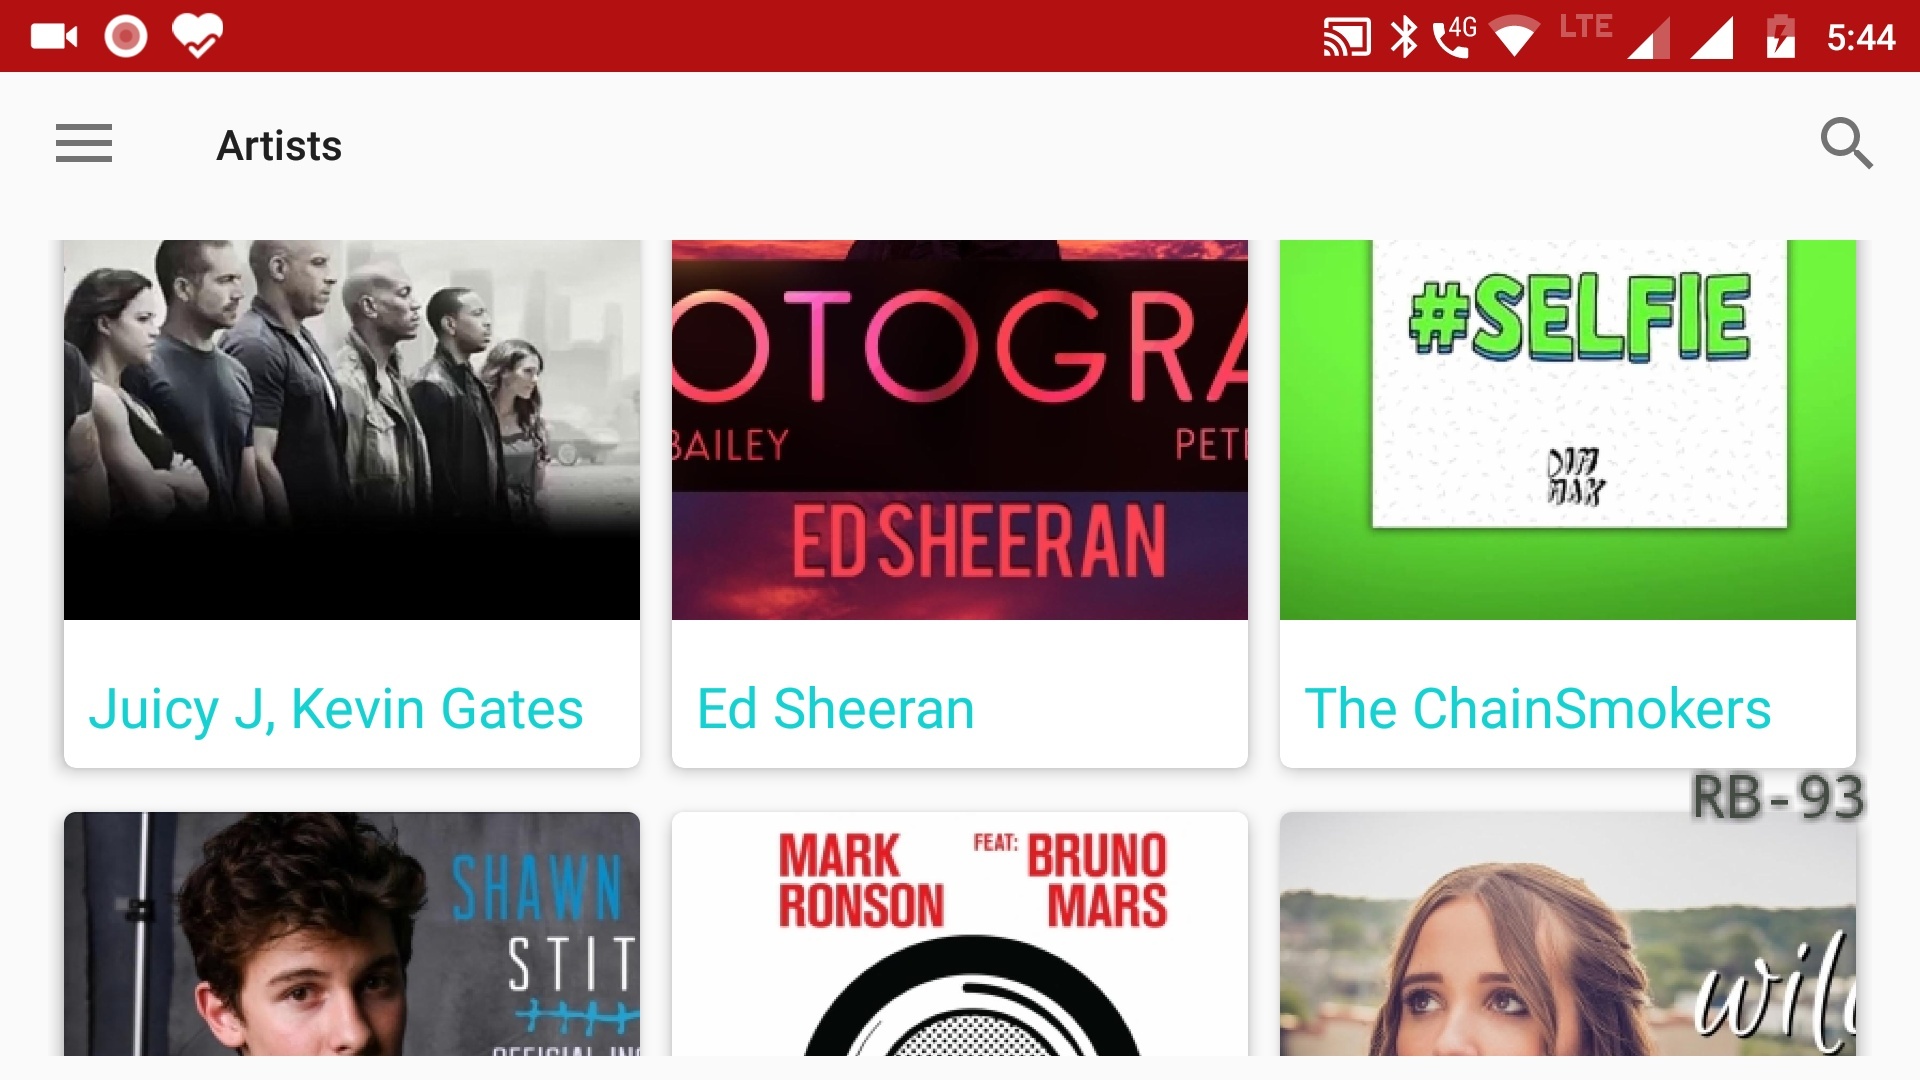 4G
LTE
5:44
Artists
OTOGRA
BAILEY
PETE
ED SHEERAN
#SELFIE
DIM
MAK
Juicy J, Kevin Gates
Ed Sheeran
The ChainSmokers
RB-93
SHAWN
STIT
MARK
RONSON
FEAT: BRUNO
MARS
wil